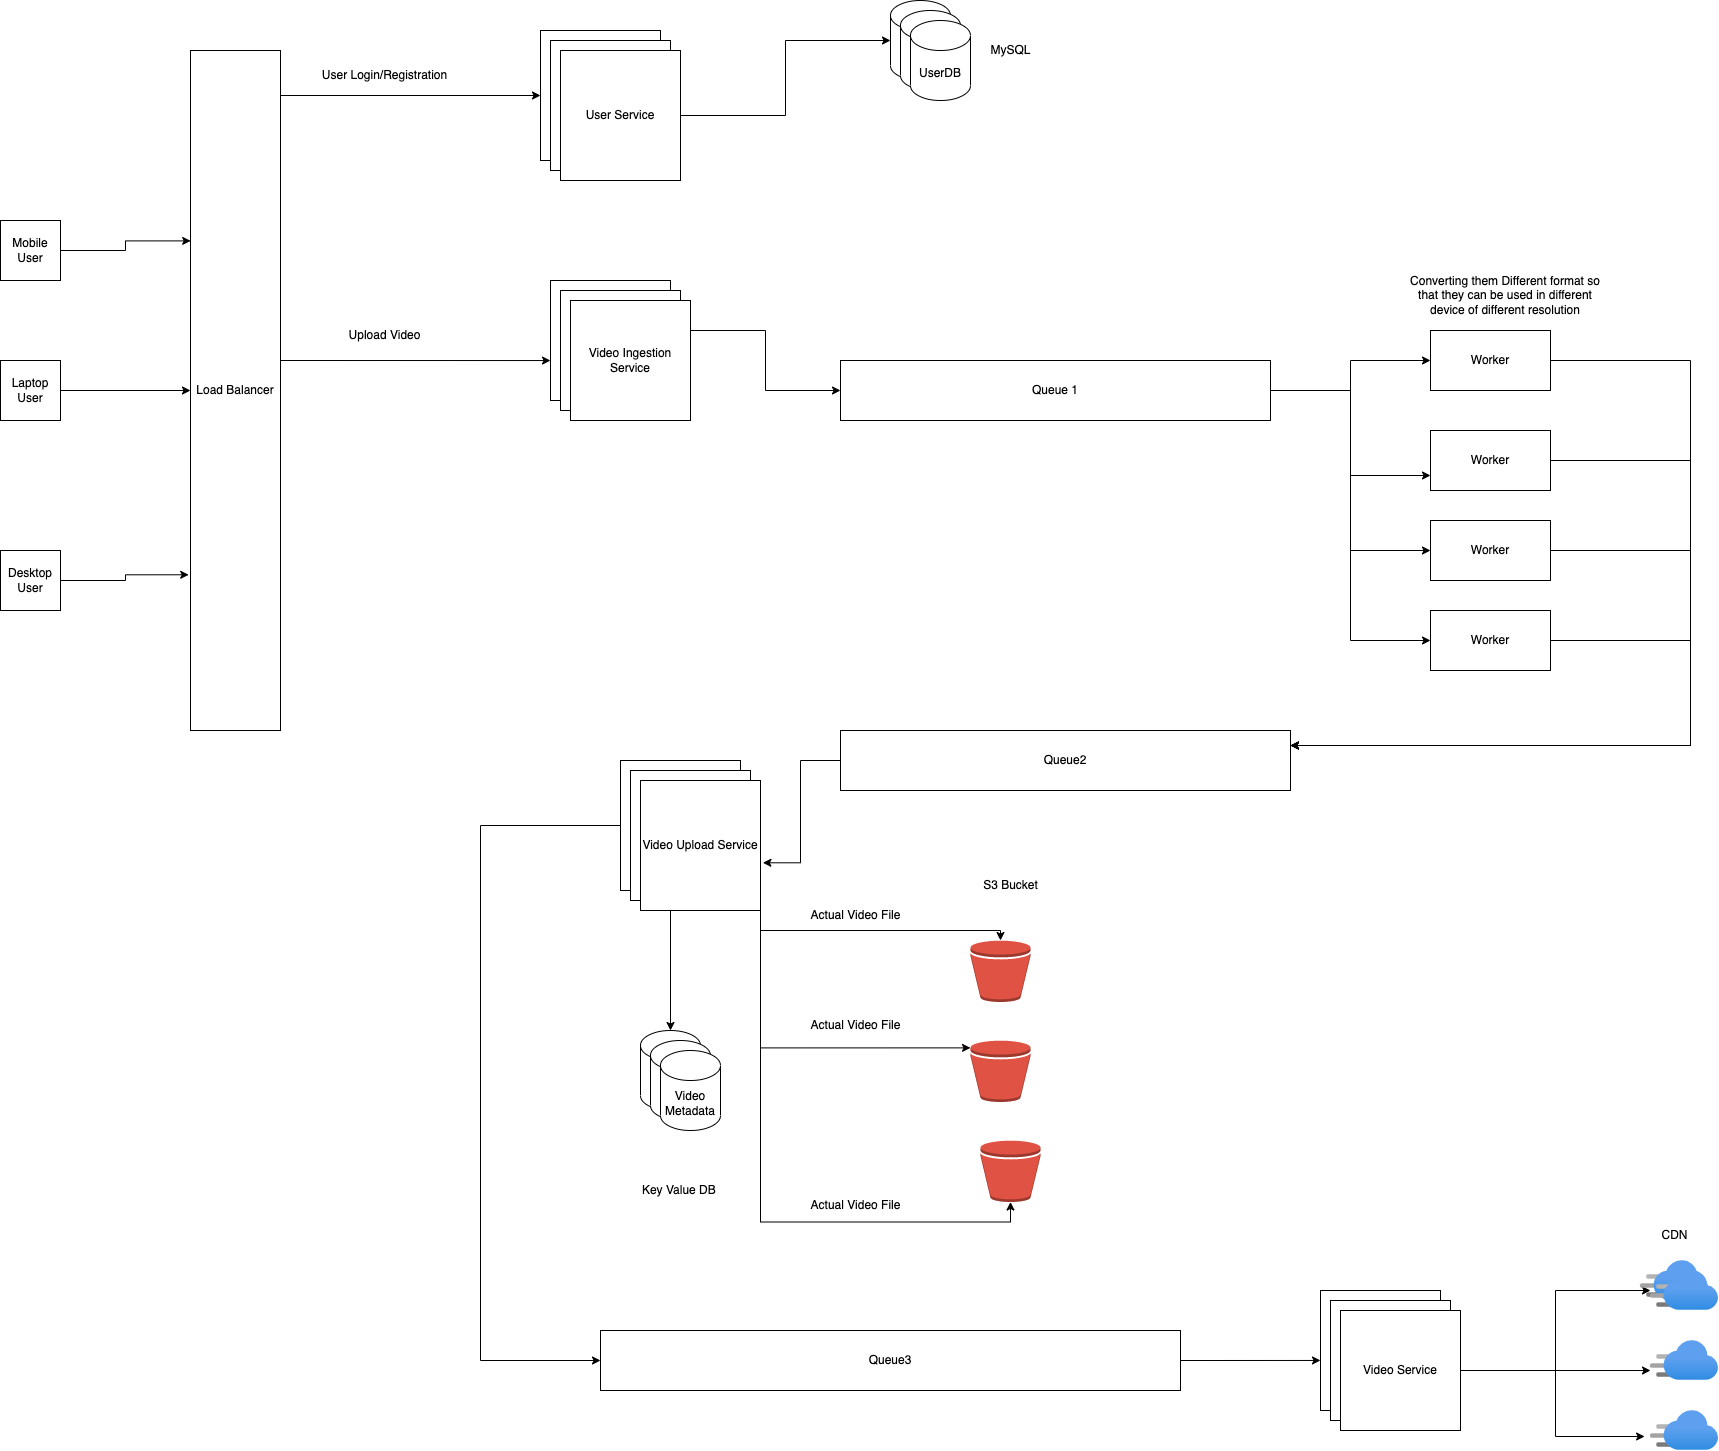 MySQL
UserDB
User Login/Registration
User Service
Mobile
User
Converting them Different format so
that they can be used in different
device of different resolution
Upload Video
Video Ingestion
Service
Worker
Laptop
User
Load Balancer
Queue 1
Worker
Worker
Desktop
User
Worker
Queue2
Video Upload Service
S3 Bucket
Actual Video File
Actual Video File
Video
Metadata
Key Value DB
Actual Video File
CDN
Queue3
Video Service